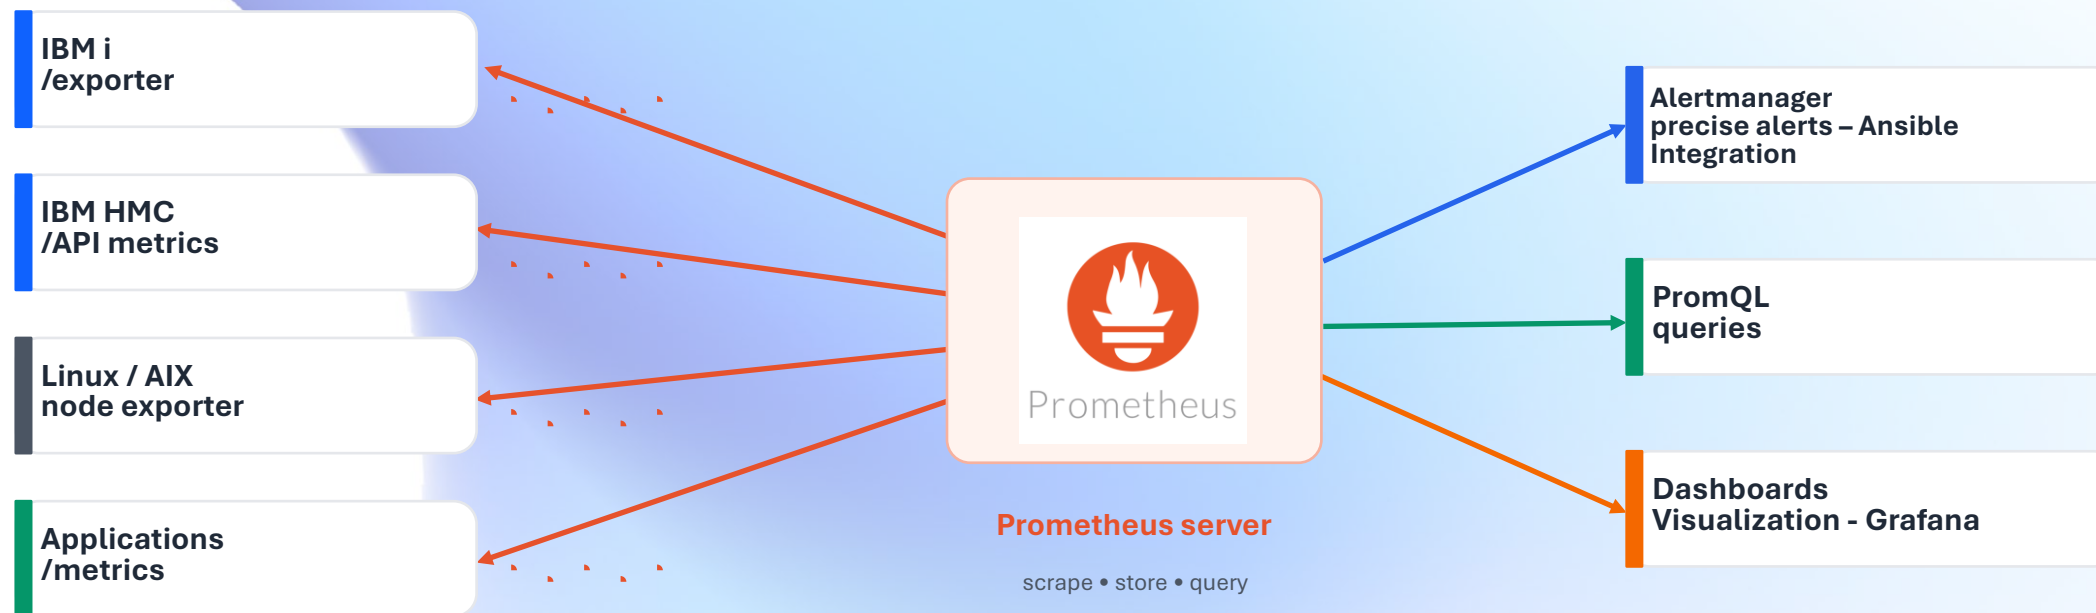 IBM i
/exporter
IBM HMC
/API metrics
Linux / AIX
node exporter
Applications
/metrics
Prometheus
Prometheus server
scrape • store • query
Alertmanager
precise alerts – Ansible
Integration
PromQL
queries
Dashboards
Visualization - Grafana